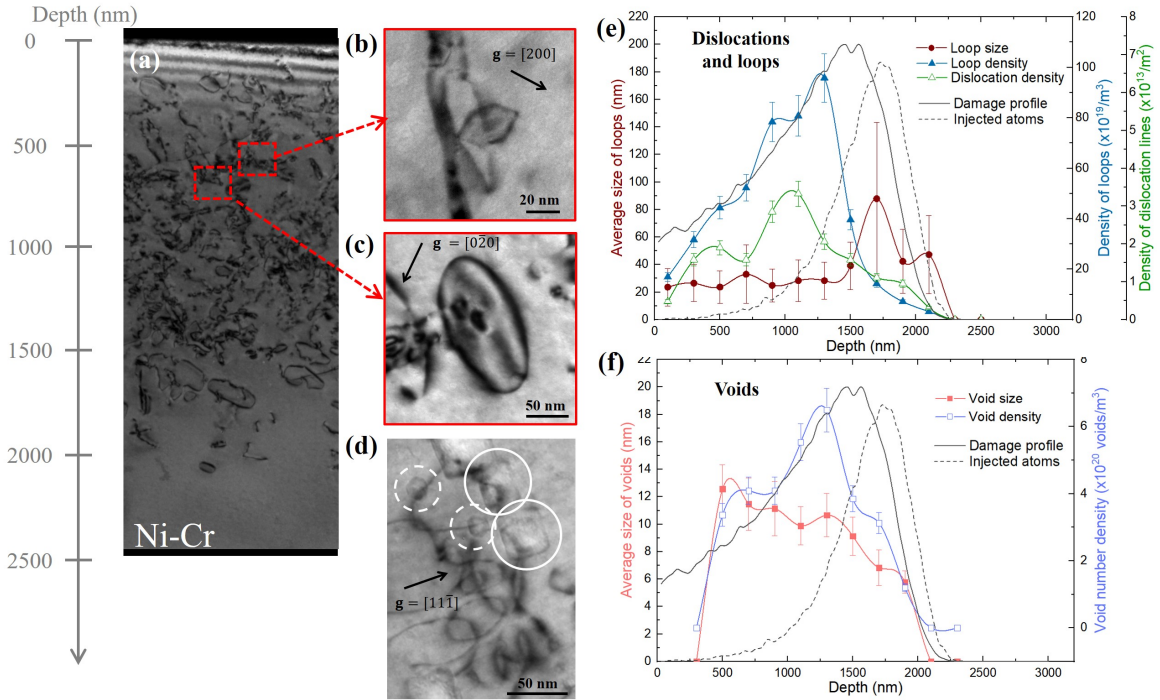 Depth (nm)
0
500
1000
1500
2000
2500
(a)
Ni-Cr
(b)
g = [200]
20 nm
(c)
g = [02̄0]
50 nm
(d)
g = [111̄]
50 nm
(e)
Dislocations
and loops
Loop size
Loop density
Dislocation density
Damage profile
Injected atoms
Average size of loops (nm)
220
200
180
160
140
120
100
80
60
40
20
0
0 500 1000 1500 2000 2500 3000
Depth (nm)
120
100
80
60
40
20
0
Density of loops (x10¹⁹/m³)
8
7
6
5
4
3
2
1
0
Density of dislocation lines (x10¹³/m²)
(f)
Voids
Void size
Void density
Damage profile
Injected atoms
Average size of voids (nm)
22
20
18
16
14
12
10
8
6
4
2
0
0 500 1000 1500 2000 2500 3000
Depth (nm)
8
6
4
2
0
Void number density (x10²⁰ voids/m³)